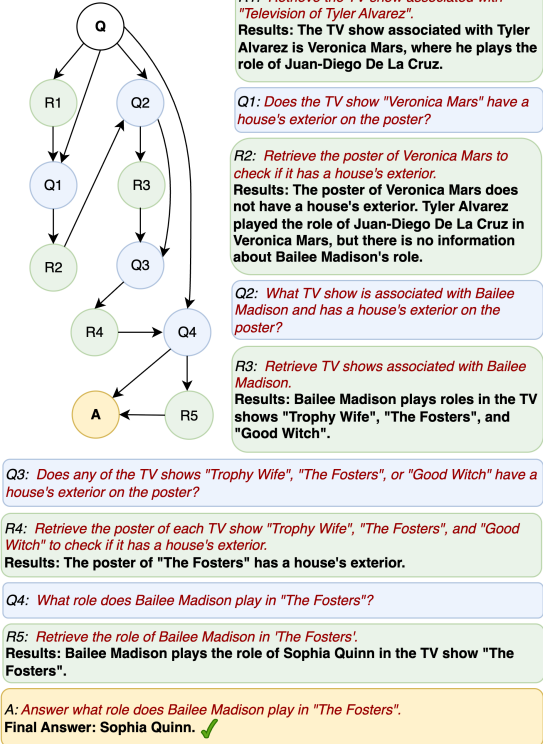 Q
R1
Q2
Q1
R3
R2
Q3
R4
Q4
A
R5
"Television of Tyler Alvarez".
Results: The TV show associated with Tyler
Alvarez is Veronica Mars, where he plays the
role of Juan-Diego De La Cruz.
Q1: Does the TV show "Veronica Mars" have a
house's exterior on the poster?
R2: Retrieve the poster of Veronica Mars to
check if it has a house's exterior.
Results: The poster of Veronica Mars does
not have a house's exterior. Tyler Alvarez
played the role of Juan-Diego De La Cruz in
Veronica Mars, but there is no information
about Bailee Madison's role.
Q2: What TV show is associated with Bailee
Madison and has a house's exterior on the
poster?
R3: Retrieve TV shows associated with Bailee
Madison.
Results: Bailee Madison plays roles in the TV
shows "Trophy Wife", "The Fosters", and
"Good Witch".
Q3: Does any of the TV shows "Trophy Wife", "The Fosters", or "Good Witch" have a
house's exterior on the poster?
R4: Retrieve the poster of each TV show "Trophy Wife", "The Fosters", and "Good
Witch" to check if it has a house's exterior.
Results: The poster of "The Fosters" has a house's exterior.
Q4: What role does Bailee Madison play in "The Fosters"?
R5: Retrieve the role of Bailee Madison in 'The Fosters'.
Results: Bailee Madison plays the role of Sophia Quinn in the TV show "The
Fosters".
A: Answer what role does Bailee Madison play in "The Fosters".
Final Answer: Sophia Quinn.